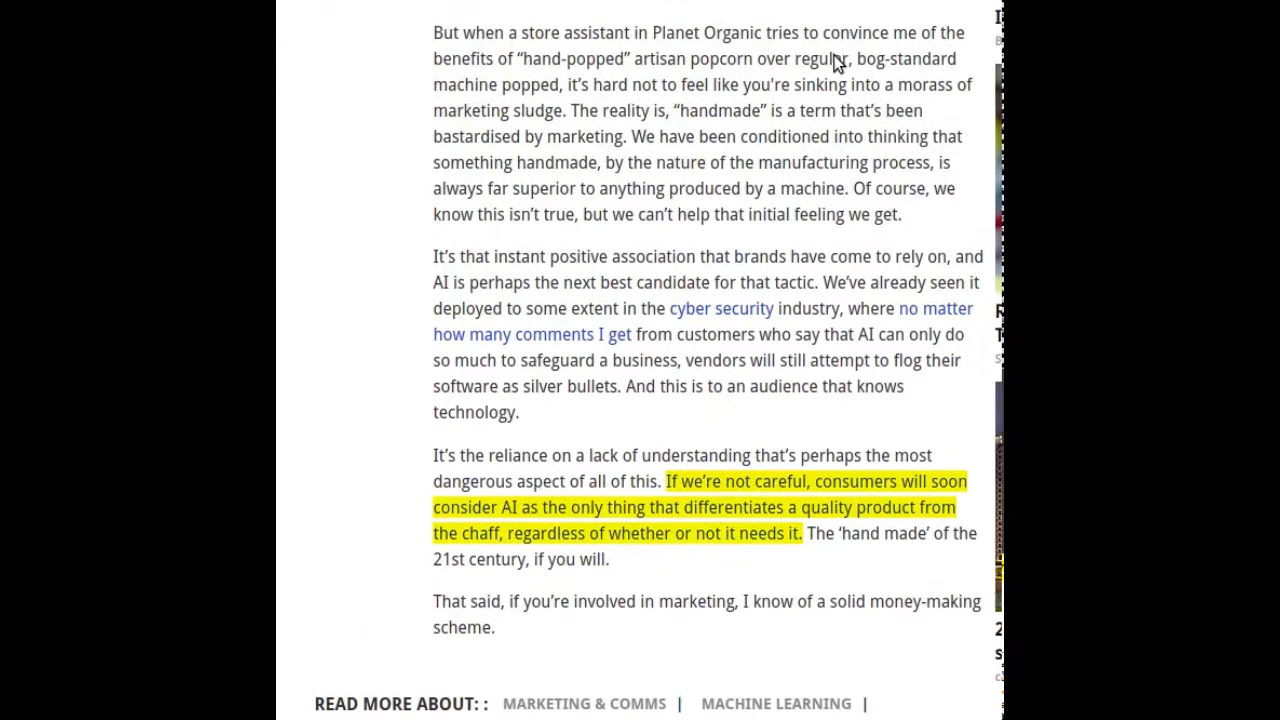 But when a store assistant in Planet Organic tries to convince me of the
benefits of “hand-popped” artisan popcorn over regular, bog-standard
machine popped, it’s hard not to feel like you're sinking into a morass of
marketing sludge. The reality is, “handmade” is a term that’s been
bastardised by marketing. We have been conditioned into thinking that
something handmade, by the nature of the manufacturing process, is
always far superior to anything produced by a machine. Of course, we
know this isn’t true, but we can’t help that initial feeling we get.
It’s that instant positive association that brands have come to rely on, and
AI is perhaps the next best candidate for that tactic. We’ve already seen it
deployed to some extent in the cyber security industry, where no matter
how many comments I get from customers who say that AI can only do
so much to safeguard a business, vendors will still attempt to flog their
software as silver bullets. And this is to an audience that knows
technology.
It’s the reliance on a lack of understanding that’s perhaps the most
dangerous aspect of all of this. If we’re not careful, consumers will soon
consider AI as the only thing that differentiates a quality product from
the chaff, regardless of whether or not it needs it. The ‘hand made’ of the
21st century, if you will.
That said, if you’re involved in marketing, I know of a solid money-making
scheme.
READ MORE ABOUT: : MARKETING & COMMS | MACHINE LEARNING |